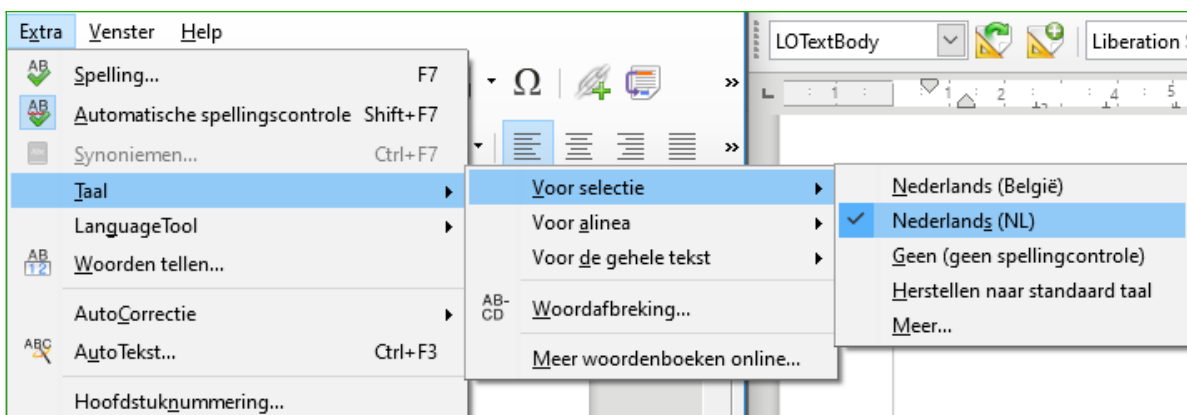 Extra Venster Help
LOTextBody
Liberation
Spelling... F7
Automatische spellingscontrole Shift+F7
Synoniemen... Ctrl+F7
Taal
LanguageTool
Woorden tellen...
AutoCorrectie
AutoTekst... Ctrl+F3
Hoofdstuknummering...
Voor selectie
Voor alinea
Voor de gehele tekst
Woordafbreking...
Meer woordenboeken online...
Nederlands (België)
Nederlands (NL)
Geen (geen spellingcontrole)
Herstellen naar standaard taal
Meer...
1 1 2 4 5